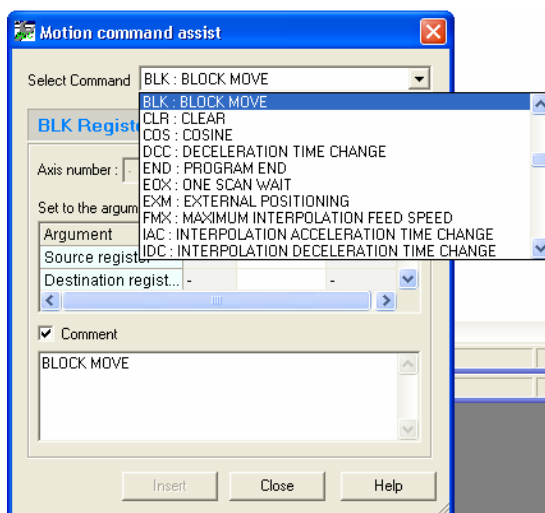 Motion command assist
Select Command BLK : BLOCK MOVE
BLK : BLOCK MOVE
CLR : CLEAR
COS : COSINE
DCC : DECELERATION TIME CHANGE
END : PROGRAM END
EOX : ONE SCAN WAIT
EXM : EXTERNAL POSITIONING
FMX : MAXIMUM INTERPOLATION FEED SPEED
IAC : INTERPOLATION ACCELERATION TIME CHANGE
IDC : INTERPOLATION DECELERATION TIME CHANGE
BLK Registe
Axis number : -
Set to the argum
Argument
Source register
Destination regist... - -
Comment
BLOCK MOVE
Insert Close Help